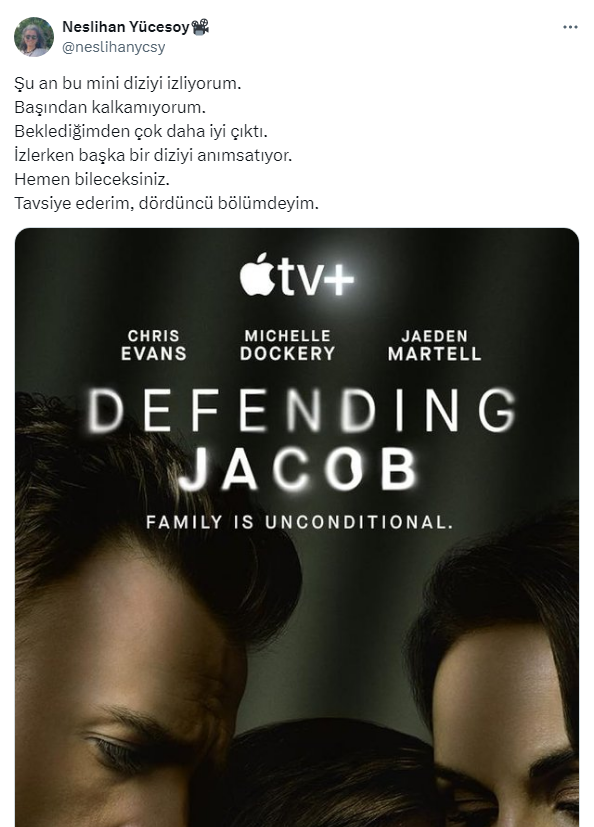 Neslihan Yücesoy
@neslihanycsy
Şu an bu mini diziyi izliyorum.
Başından kalkamıyorum.
Beklediğimden çok daha iyi çıktı.
İzlerken başka bir diziyi anımsatıyor.
Hemen bileceksiniz.
Tavsiye ederim, dördüncü bölümdeyim.
tv+
CHRIS EVANS
MICHELLE DOCKERY
JAEDEN MARTELL
DEFENDING
JACOB
FAMILY IS UNCONDITIONAL.